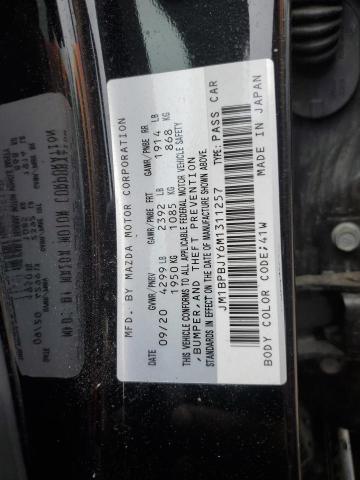 MFD. BY MAZDA MOTOR CORPORATION
DATE GVWR/PNBV GAWR/PNBE FRT GAWR/PNBE RR
09/20 4299 LB 2392 LB 1914 LB
1950 KG 1085 KG 868 KG
THIS VEHICLE CONFORMS TO ALL APPLICABLE FEDERAL MOTOR VEHICLE SAFETY
,BUMPER,AND THEFT PREVENTION
STANDARDS IN EFFECT ON THE DATE OF MANUFACTURE SHOWN ABOVE.
JM1BPBJY6M1311257 TYPE: PASS CAR
BODY COLOR CODE:41W MADE IN JAPAN